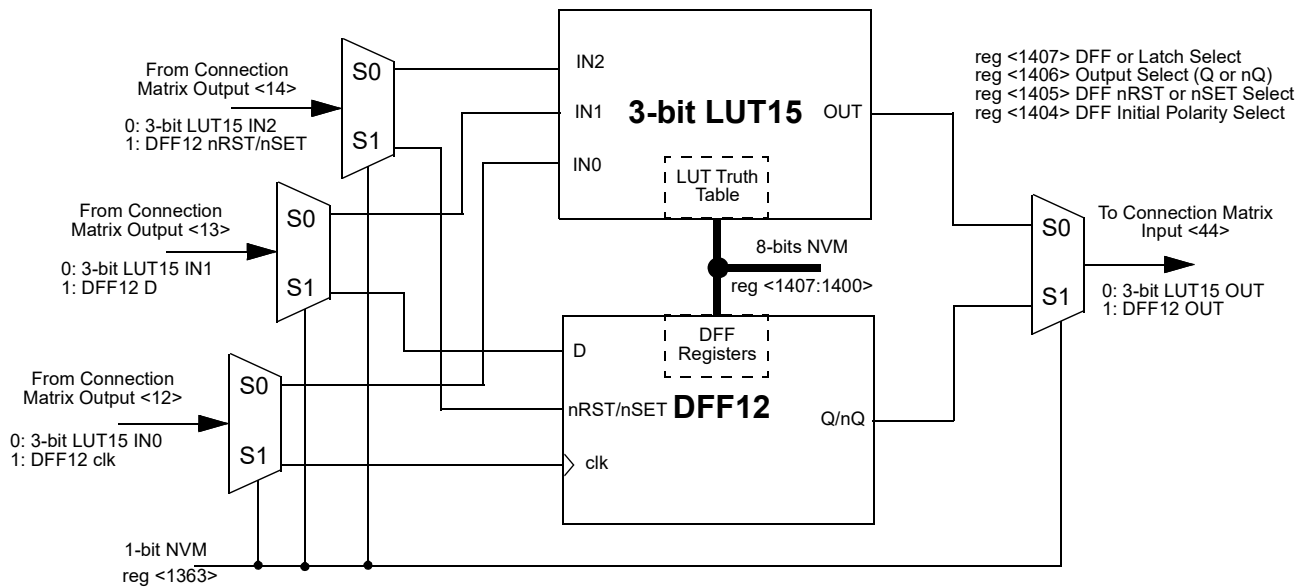 From Connection
Matrix Output <14>
0: 3-bit LUT15 IN2
1: DFF12 nRST/nSET
S0
S1
From Connection
Matrix Output <13>
0: 3-bit LUT15 IN1
1: DFF12 D
S0
S1
From Connection
Matrix Output <12>
0: 3-bit LUT15 IN0
1: DFF12 clk
S0
S1
1-bit NVM
reg <1363>
IN2
IN1
IN0
3-bit LUT15
OUT
LUT Truth
Table
8-bits NVM
reg <1407:1400>
DFF
Registers
D
nRST/nSET
DFF12
clk
Q/nQ
reg <1407> DFF or Latch Select
reg <1406> Output Select (Q or nQ)
reg <1405> DFF nRST or nSET Select
reg <1404> DFF Initial Polarity Select
S0
S1
To Connection Matrix
Input <44>
0: 3-bit LUT15 OUT
1: DFF12 OUT